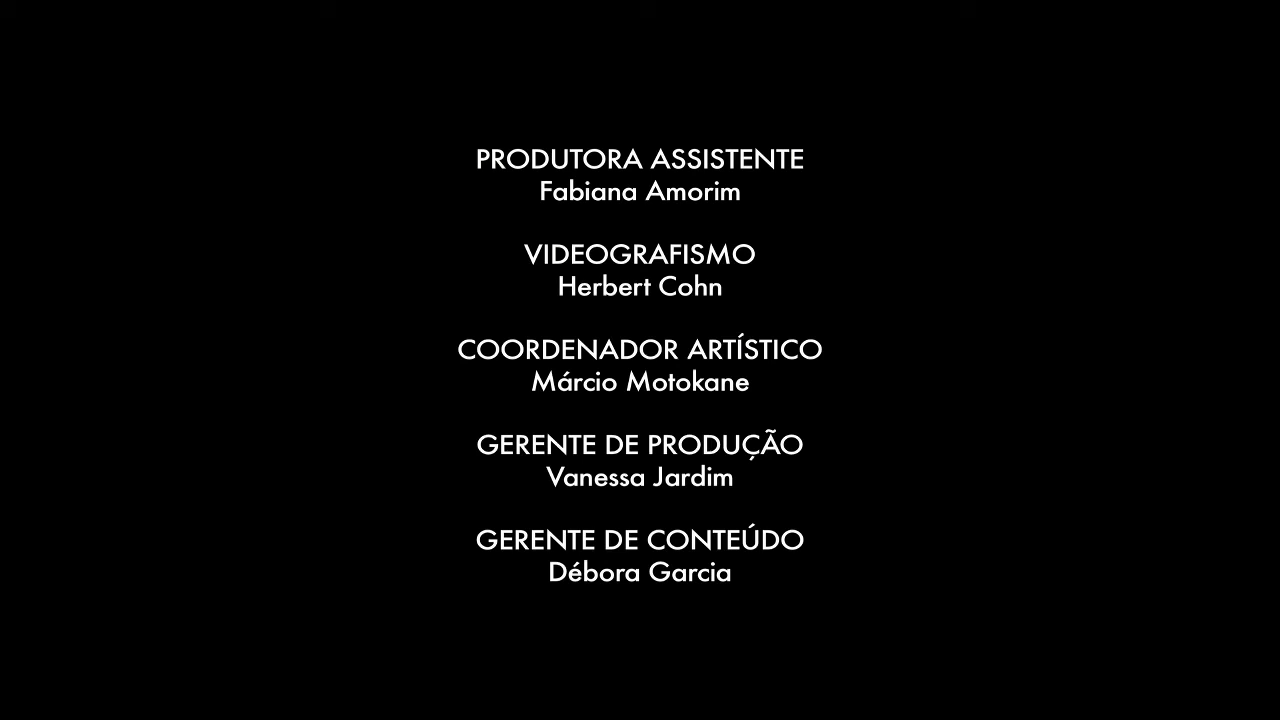 PRODUTORA ASSISTENTE
Fabiana Amorim
VIDEOGRAFISMO
Herbert Cohn
COORDENADOR ARTÍSTICO
Márcio Motokane
GERENTE DE PRODUÇÃO
Vanessa Jardim
GERENTE DE CONTEÚDO
Débora Garcia